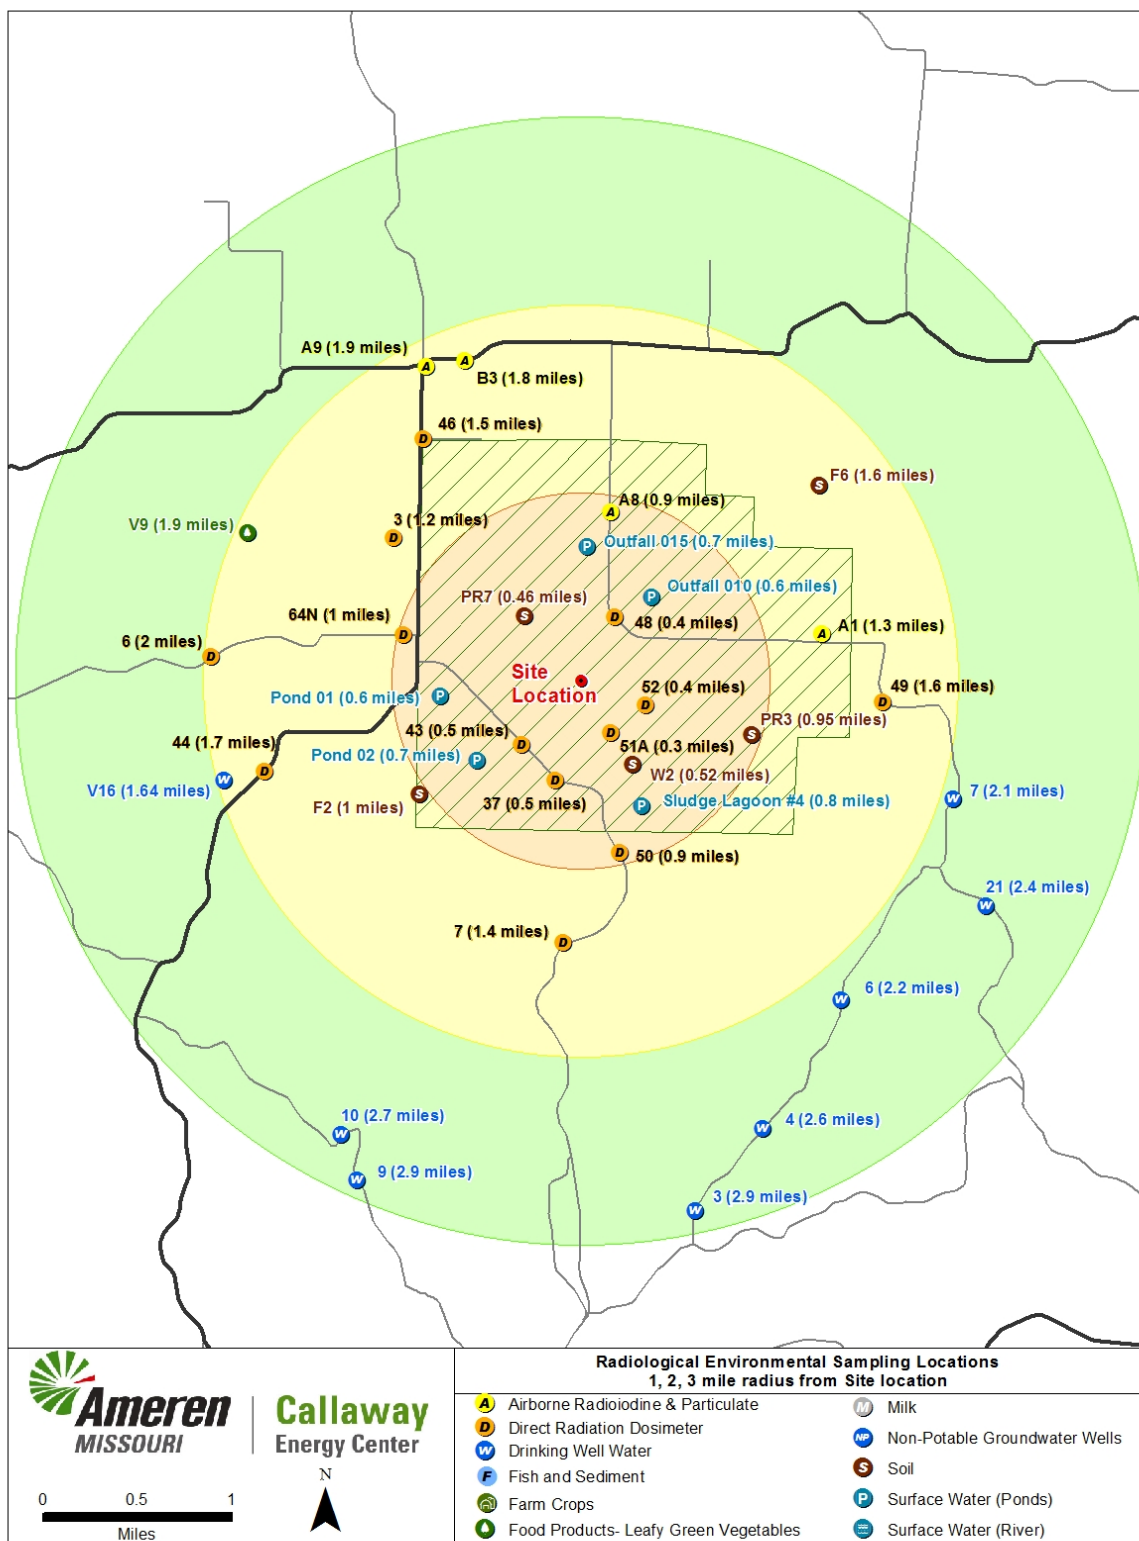 A9 (1.9 miles)
A
A
B3 (1.8 miles)
46 (1.5 miles)
D
F6 (1.6 miles)
S
A8 (0.9 miles)
A
V9 (1.9 miles)
3 (1.2 miles)
D
Outfall 015 (0.7 miles)
P
Outfall 010 (0.6 miles)
P
PR7 (0.46 miles)
S
64N (1 miles)
D
48 (0.4 miles)
D
A1 (1.3 miles)
A
6 (2 miles)
D
Site
Location
Pond 01 (0.6 miles)
P
52 (0.4 miles)
D
49 (1.6 miles)
D
PR3 (0.95 miles)
S
43 (0.5 miles)
D
44 (1.7 miles)
D
51A (0.3 miles)
D
Pond 02 (0.7 miles)
P
W2 (0.52 miles)
S
V16 (1.64 miles)
W
37 (0.5 miles)
D
F2 (1 miles)
S
Sludge Lagoon #4 (0.8 miles)
P
7 (2.1 miles)
W
50 (0.9 miles)
D
21 (2.4 miles)
W
7 (1.4 miles)
D
6 (2.2 miles)
W
10 (2.7 miles)
W
4 (2.6 miles)
W
9 (2.9 miles)
W
3 (2.9 miles)
W
Ameren
MISSOURI
Callaway
Energy Center
N
0 0.5 1
Miles
Radiological Environmental Sampling Locations
1, 2, 3 mile radius from Site location
A Airborne Radioiodine & Particulate
D Direct Radiation Dosimeter
W Drinking Well Water
F Fish and Sediment
Farm Crops
Food Products- Leafy Green Vegetables
M Milk
NP Non-Potable Groundwater Wells
S Soil
P Surface Water (Ponds)
Surface Water (River)